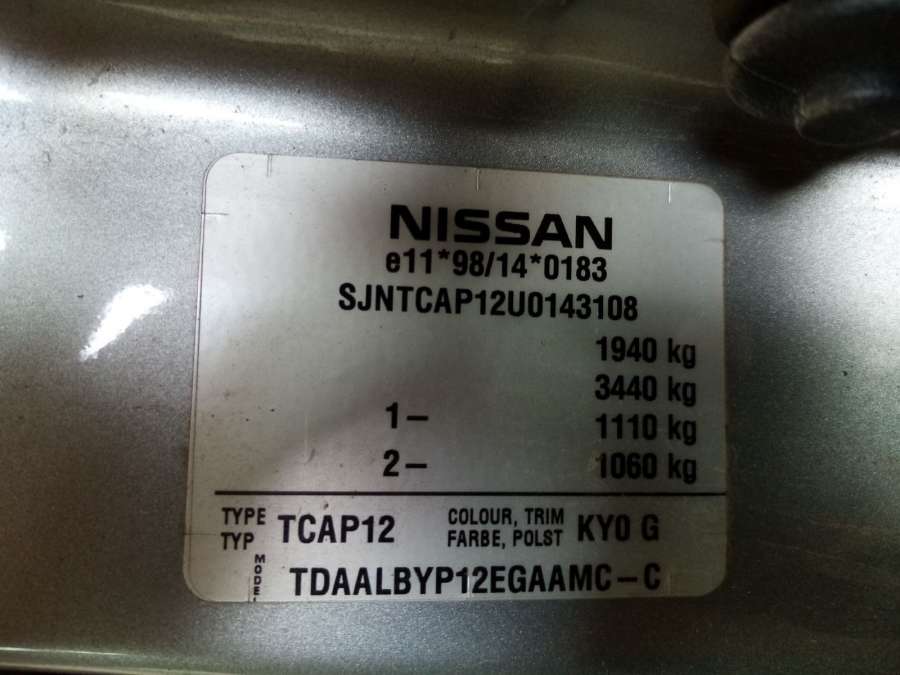 NISSAN
e11*98/14*0183
SJNTCAP12U0143108
1940 kg
3440 kg
1– 1110 kg
2– 1060 kg
TYPE TYP TCAP12 COLOUR, TRIM FARBE, POLST KY0 G
MODEL TDAALBYP12EGAAMC–C